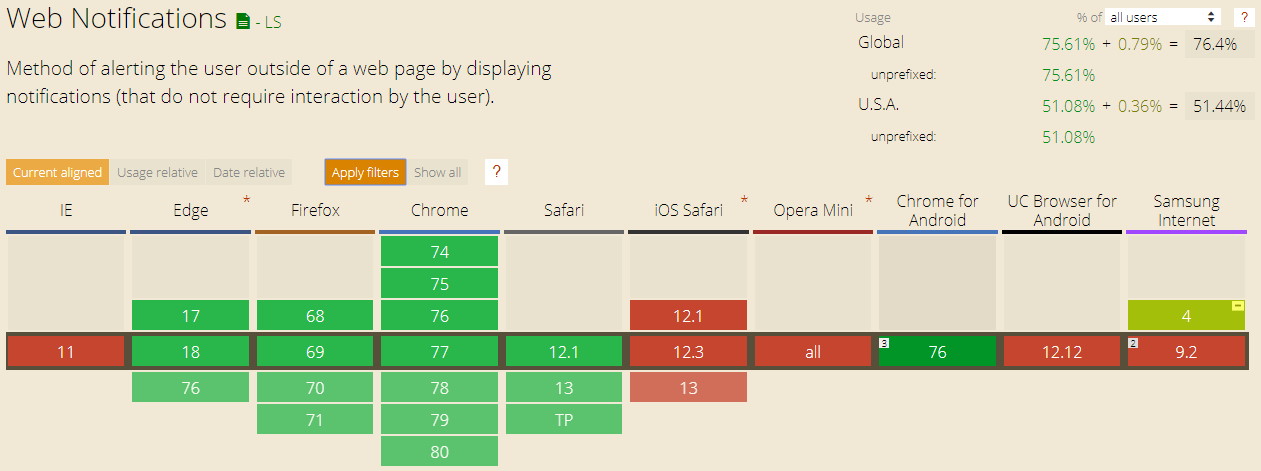 Web Notifications - LS
Usage % of all users ?
Global 75.61% + 0.79% = 76.4%
unprefixed: 75.61%
U.S.A. 51.08% + 0.36% = 51.44%
unprefixed: 51.08%
Method of alerting the user outside of a web page by displaying
notifications (that do not require interaction by the user).
Current aligned Usage relative Date relative Apply filters Show all ?
IE Edge * Firefox Chrome Safari iOS Safari * Opera Mini * Chrome for Android UC Browser for Android Samsung Internet
74
75
17 68 76 12.1 4
11 18 69 77 12.1 12.3 all 3 76 12.12 2 9.2
76 70 78 13 13
71 79 TP
80